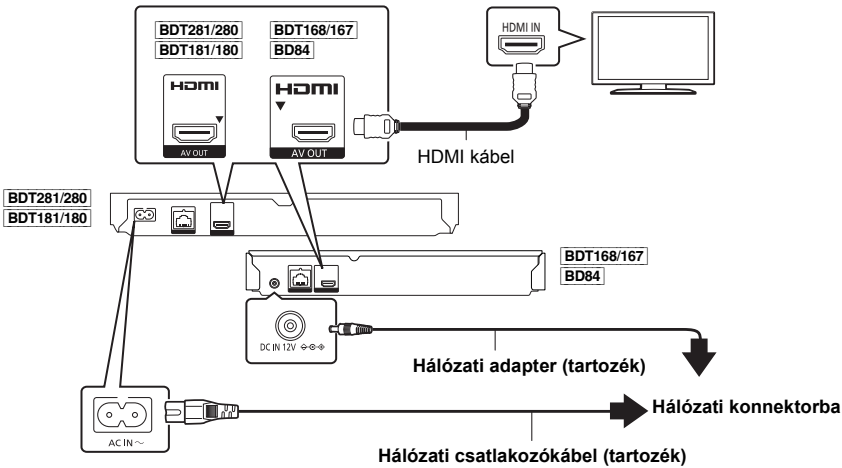 BDT281/280
BDT168/167
BDT181/180
BD84
HDMI
AV OUT
HDMI
AV OUT
HDMI IN
HDMI kábel
BDT281/280
BDT181/180
BDT168/167
BD84
DC IN 12V
Hálózati adapter (tartozék)
AC IN ~
Hálózati konnektorba
Hálózati csatlakozókábel (tartozék)